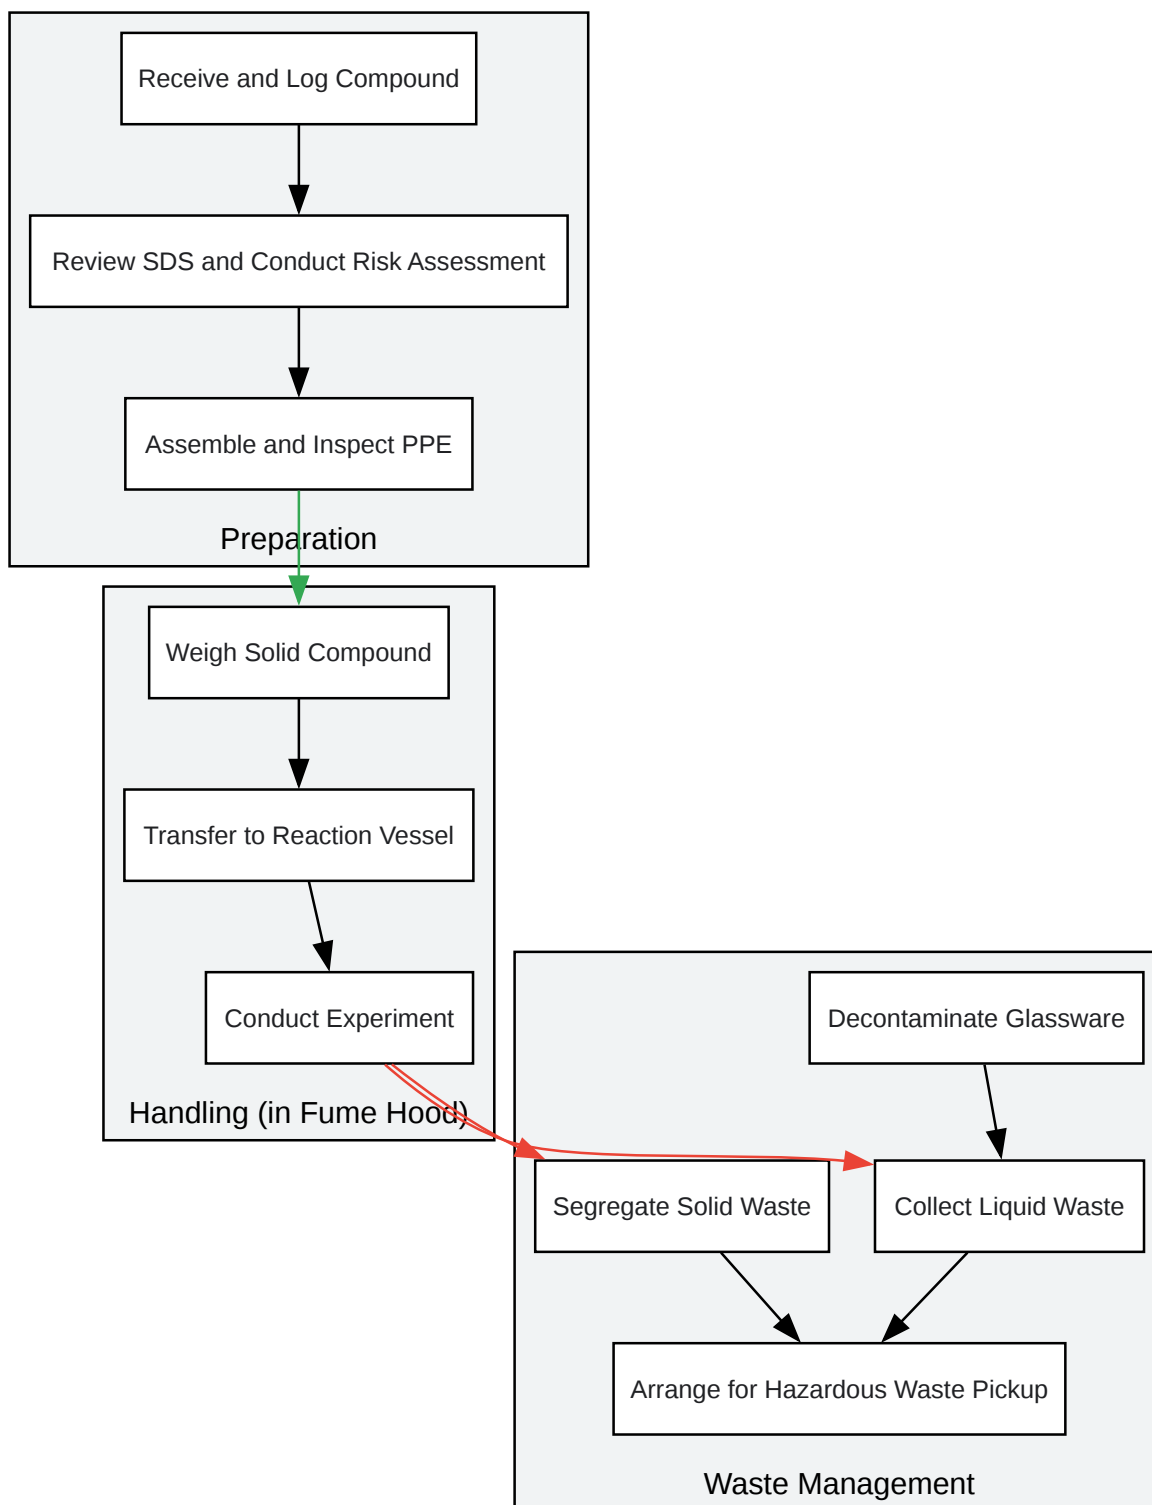 Receive and Log Compound
Review SDS and Conduct Risk Assessment
Assemble and Inspect PPE
Preparation
Weigh Solid Compound
Transfer to Reaction Vessel
Conduct Experiment
Handling (in Fume Hood)
Decontaminate Glassware
Segregate Solid Waste
Collect Liquid Waste
Arrange for Hazardous Waste Pickup
Waste Management